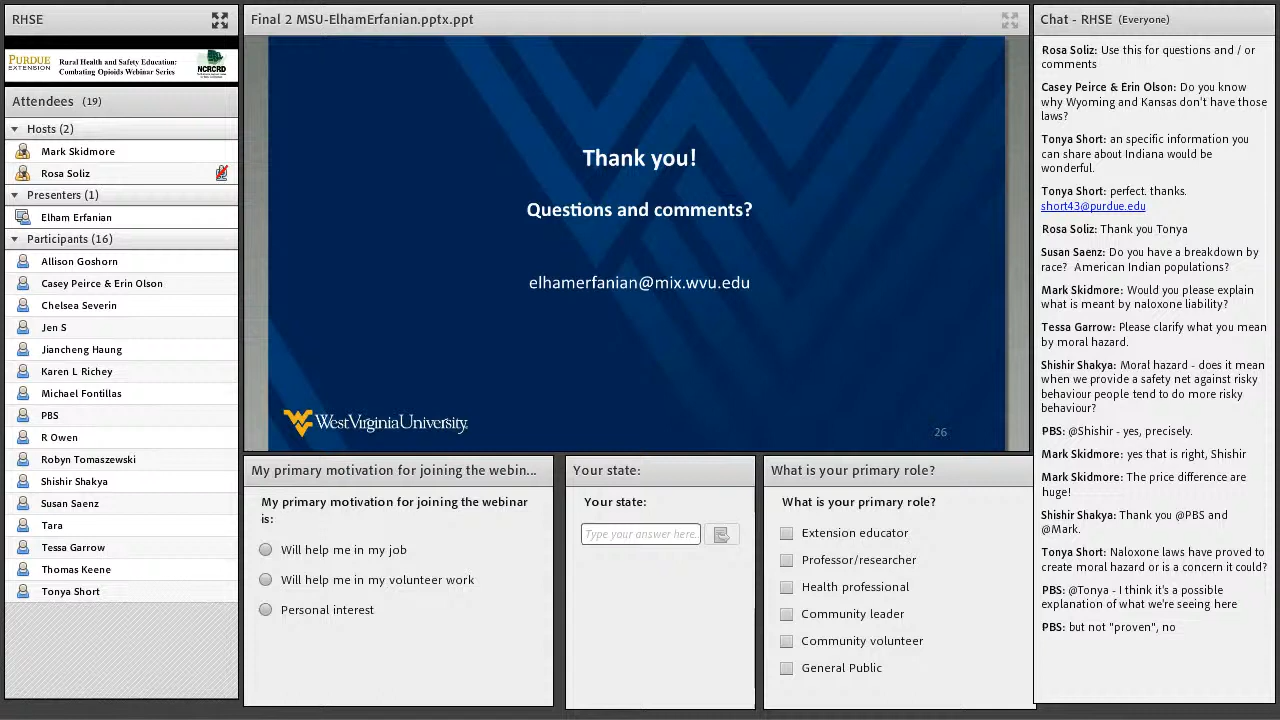 RHSE
PURDUE
EXTENSION
Rural Health and Safety Education:
Combating Opioids Webinar Series
NCRCRD
Attendees (19)
Hosts (2)
Mark Skidmore
Rosa Soliz
Presenters (1)
Elham Erfanian
Participants (16)
Allison Goshorn
Casey Peirce & Erin Olson
Chelsea Severin
Jen S
Jiancheng Haung
Karen L Richey
Michael Fontillas
PBS
R Owen
Robyn Tomaszewski
Shishir Shakya
Susan Saenz
Tara
Tessa Garrow
Thomas Keene
Tonya Short
Final 2 MSU-ElhamErfanian.pptx.ppt
Thank you!
Questions and comments?
elhamerfanian@mix.wvu.edu
WestVirginiaUniversity.
26
My primary motivation for joining the webin...
My primary motivation for joining the webinar
is:
Will help me in my job
Will help me in my volunteer work
Personal interest
Your state:
Your state:
Type your answer here..
What is your primary role?
What is your primary role?
Extension educator
Professor/researcher
Health professional
Community leader
Community volunteer
General Public
Chat - RHSE (Everyone)
Rosa Soliz: Use this for questions and / or
comments
Casey Peirce & Erin Olson: Do you know
why Wyoming and Kansas don't have those
laws?
Tonya Short: an specific information you
can share about Indiana would be
wonderful.
Tonya Short: perfect. thanks.
short43@purdue.edu
Rosa Soliz: Thank you Tonya
Susan Saenz: Do you have a breakdown by
race? American Indian populations?
Mark Skidmore: Would you please explain
what is meant by naloxone liability?
Tessa Garrow: Please clarify what you mean
by moral hazard.
Shishir Shakya: Moral hazard - does it mean
when we provide a safety net against risky
behaviour people tend to do more risky
behaviour?
PBS: @Shishir - yes, precisely.
Mark Skidmore: yes that is right, Shishir
Mark Skidmore: The price difference are
huge!
Shishir Shakya: Thank you @PBS and
@Mark.
Tonya Short: Naloxone laws have proved to
create moral hazard or is a concern it could?
PBS: @Tonya - I think it's a possible
explanation of what we're seeing here
PBS: but not "proven", no